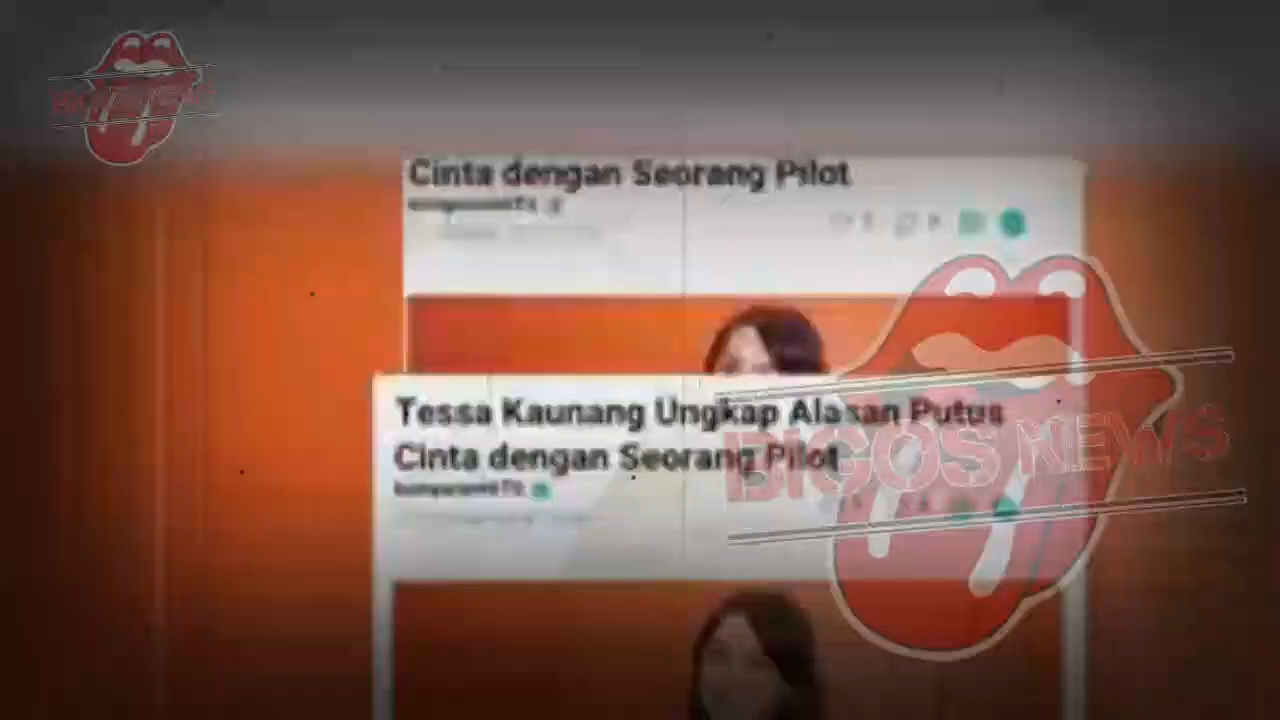 Cinta dengan Seorang Pilot
Tessa Kaunang Ungkap Alasan Putus
Cinta dengan Seorang Pilot
BIGOS NEWS